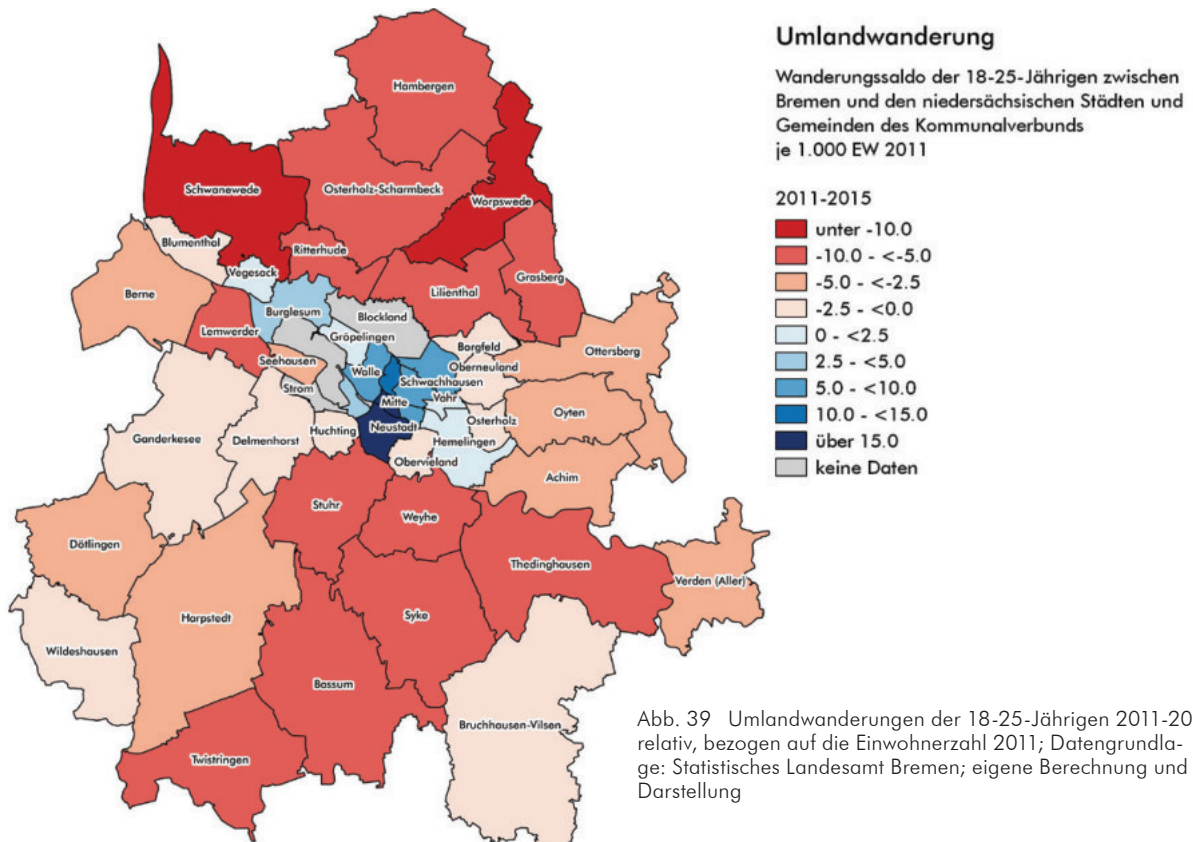 Umlandwanderung
Wanderungssaldo der 18-25-Jährigen zwischen
Bremen und den niedersächsischen Städten und
Gemeinden des Kommunalverbunds
je 1.000 EW 2011
2011-2015
unter -10.0
-10.0 - <-5.0
-5.0 - <-2.5
-2.5 - <0.0
0 - <2.5
2.5 - <5.0
5.0 - <10.0
10.0 - <15.0
über 15.0
keine Daten
Hambergen
Schwanewede
Osterholz-Scharmbeck
Worpswede
Blumenthal
Ritterhude
Vegesack
Grasberg
Berne
Lilienthal
Burglesum
Blockland
Lemwerder
Gröpelingen
Borgfeld
Ottersberg
Seehausen
Oberneuland
Walle
Schwachhausen
Strom
Vahr
Mitte
Oyten
Osterholz
Neustadt
Huchting
Ganderkesee
Delmenhorst
Hemelingen
Obervieland
Achim
Stuhr
Weyhe
Dötlingen
Thedinghausen
Verden (Aller)
Harpstedt
Syke
Wildeshausen
Bassum
Bruchhausen-Vilsen
Twistringen
Abb. 39 Umlandwanderungen der 18-25-Jährigen 2011-20
relativ, bezogen auf die Einwohnerzahl 2011; Datengrundla-
ge: Statistisches Landesamt Bremen; eigene Berechnung und
Darstellung